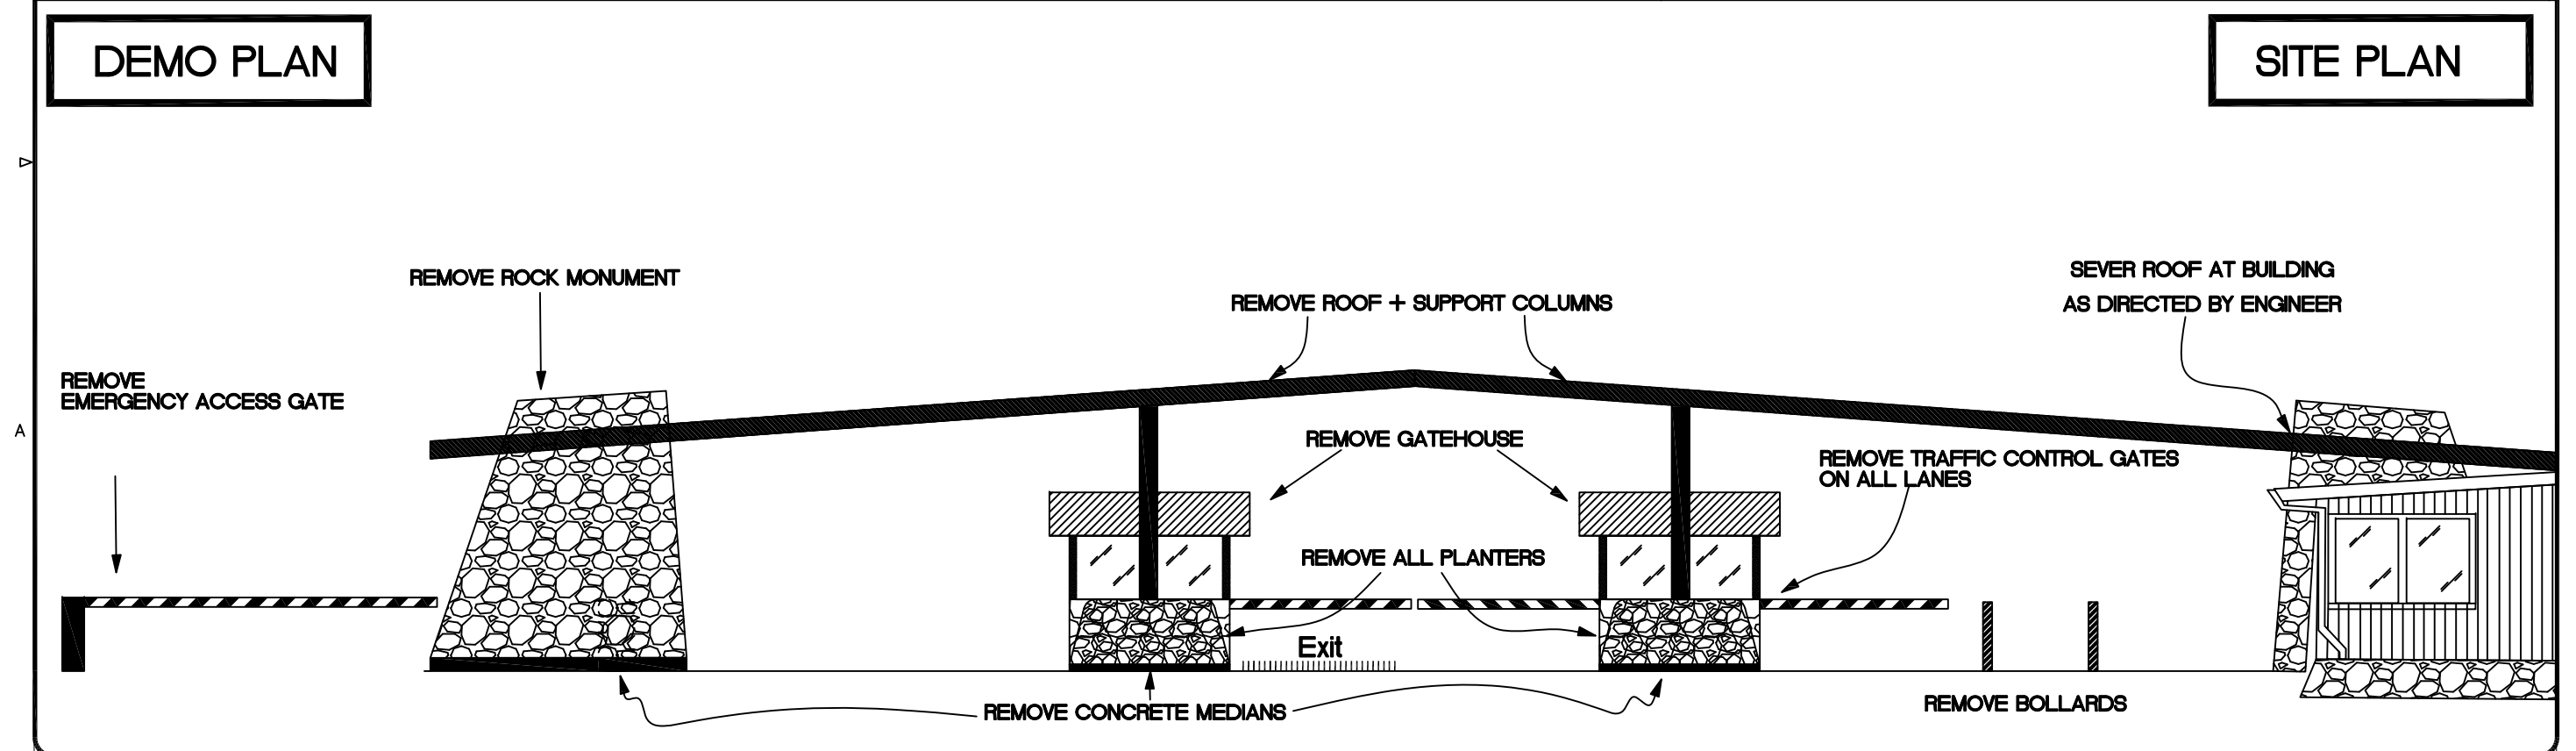 DEMO PLAN
SITE PLAN
REMOVE ROCK MONUMENT
SEVER ROOF AT BUILDING
AS DIRECTED BY ENGINEER
REMOVE ROOF + SUPPORT COLUMNS
REMOVE
EMERGENCY ACCESS GATE
A
REMOVE GATEHOUSE
REMOVE TRAFFIC CONTROL GATES
ON ALL LANES
REMOVE ALL PLANTERS
Exit
REMOVE CONCRETE MEDIANS
REMOVE BOLLARDS